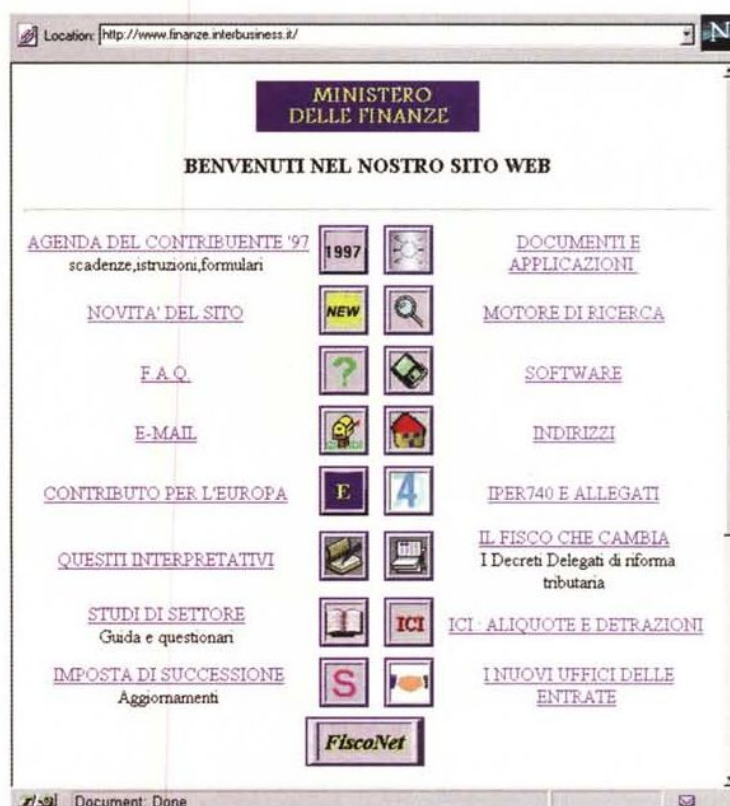 Location: http://www.finanze.interbusiness.it/
N
MINISTERO
DELLE FINANZE
BENVENUTI NEL NOSTRO SITO WEB
AGENDA DEL CONTRIBUENTE '97
scadenze,istruzioni,formulari
1997
DOCUMENTI E
APPLICAZIONI
NOVITA' DEL SITO
NEW
MOTORE DI RICERCA
F.A.Q.
?
SOFTWARE
E-MAIL
INDIRIZZI
CONTRIBUTO PER L'EUROPA
E
4
IPER740 E ALLEGATI
QUESITI INTERPRETATIVI
IL FISCO CHE CAMBIA
I Decreti Delegati di riforma
tributaria
STUDI DI SETTORE
Guida e questionari
ICI
ICI : ALIQUOTE E DETRAZIONI
IMPOSTA DI SUCCESSIONE
Aggiornamenti
S
I NUOVI UFFICI DELLE
ENTRATE
FiscoNet
Document: Done